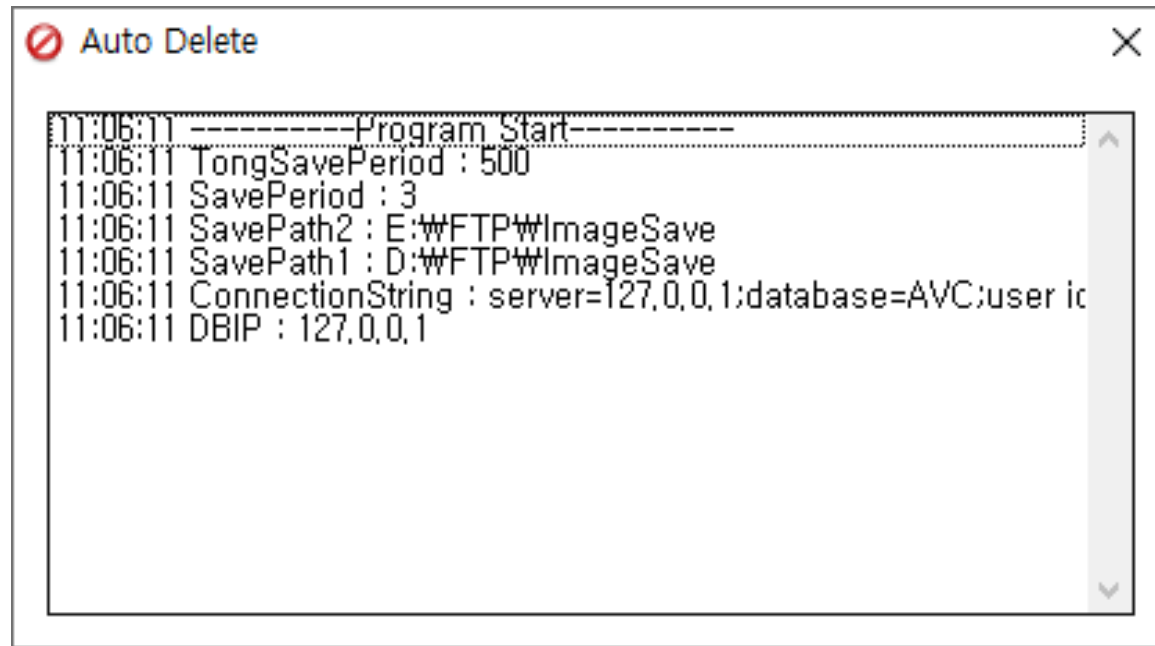 Auto Delete
11:06:11 ----------Program Start----------
11:06:11 TongSavePeriod : 500
11:06:11 SavePeriod : 3
11:06:11 SavePath2 : E:₩FTP₩ImageSave
11:06:11 SavePath1 : D:₩FTP₩ImageSave
11:06:11 ConnectionString : server=127.0.0.1;database=AVC;user
11:06:11 DBIP : 127.0.0.1